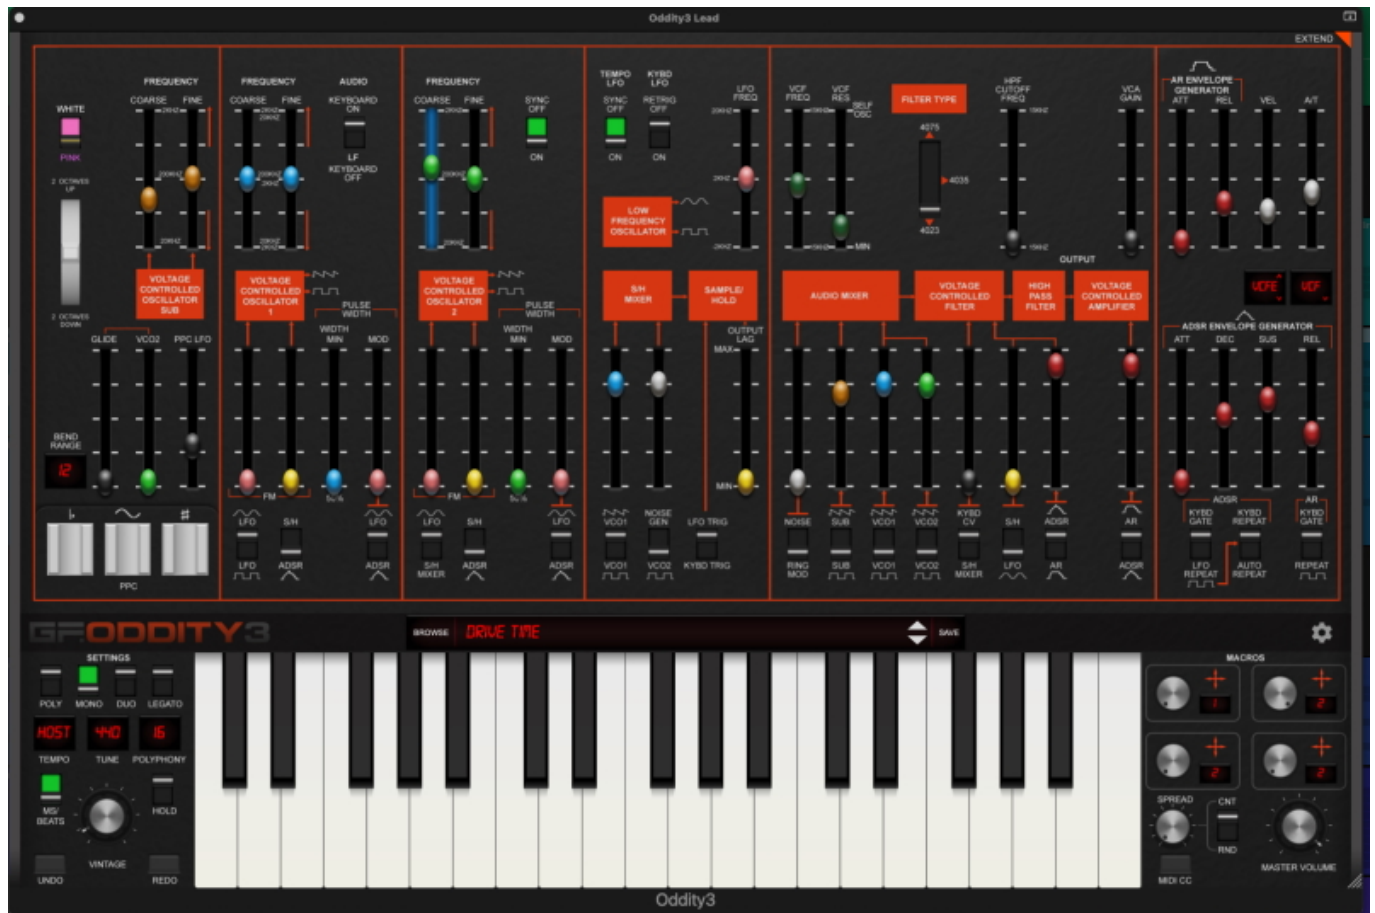 Oddity3 Lead
EXTEND
WHITE
PINK
2 OCTAVES
UP
2 OCTAVES
DOWN
FREQUENCY
COARSE FINE
20KHZ
VOLTAGE
CONTROLLED
OSCILLATOR
SUB
GLIDE VCO2 PPC LFO
BEND
RANGE
12
♭ ♯
PPC
FREQUENCY
COARSE FINE
20KHZ
AUDIO
KEYBOARD
ON
LF
KEYBOARD
OFF
VOLTAGE
CONTROLLED
OSCILLATOR
1
PULSE
WIDTH
WIDTH
MIN
MOD
50%
FM
LFO S/H LFO
LFO ADSR ADSR
FREQUENCY
COARSE FINE
20KHZ
SYNC
OFF
ON
VOLTAGE
CONTROLLED
OSCILLATOR
2
PULSE
WIDTH
WIDTH
MIN
MOD
50%
FM
LFO S/H LFO
S/H
MIXER
ADSR ADSR
TEMPO
LFO
SYNC
OFF
ON
KYBD
LFO
RETRIG
OFF
ON
LFO
FREQ
LOW
FREQUENCY
OSCILLATOR
S/H
MIXER
SAMPLE/
HOLD
OUTPUT
LAG
MAX
MIN
VCO1
NOISE
GEN
LFO TRIG
VCO1 VCO2 KYBD TRIG
VCF
FREQ
VCF
RES
SELF
OSC
MIN
FILTER TYPE
4075
4035
4023
HPF
CUTOFF
FREQ
VCA
GAIN
OUTPUT
AUDIO MIXER
VOLTAGE
CONTROLLED
FILTER
HIGH
PASS
FILTER
VOLTAGE
CONTROLLED
AMPLIFIER
NOISE SUB VCO1 VCO2 KYBD
CV
S/H ADSR AR
RING
MOD
SUB VCO1 VCO2 S/H
MIXER
LFO AR ADSR
AR ENVELOPE
GENERATOR
ATT REL VEL A/T
VCFE VCF
ADSR ENVELOPE GENERATOR
ATT DEC SUS REL
ADSR AR
KYBD
GATE
KYBD
REPEAT
KYBD
GATE
LFO
REPEAT
AUTO
REPEAT
REPEAT
GFODDITY3
BROWSE DRIVE TIME SAVE
SETTINGS
POLY MONO DUO LEGATO
HOST 440 16
TEMPO TUNE POLYPHONY
MS/
BEATS
HOLD
VINTAGE
UNDO REDO
MACROS
1 2
2 2
SPREAD
CNT
RND
MIDI CC
MASTER VOLUME
Oddity3